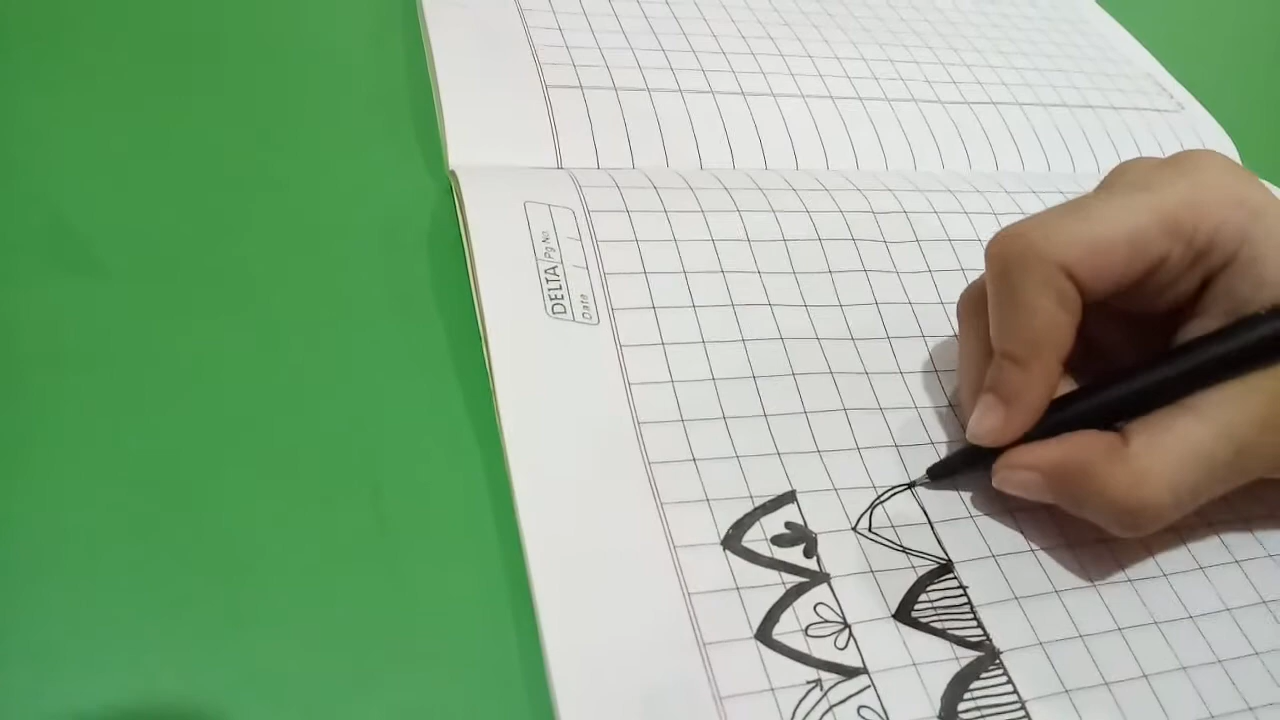 DELTA Pg No.
Date / /